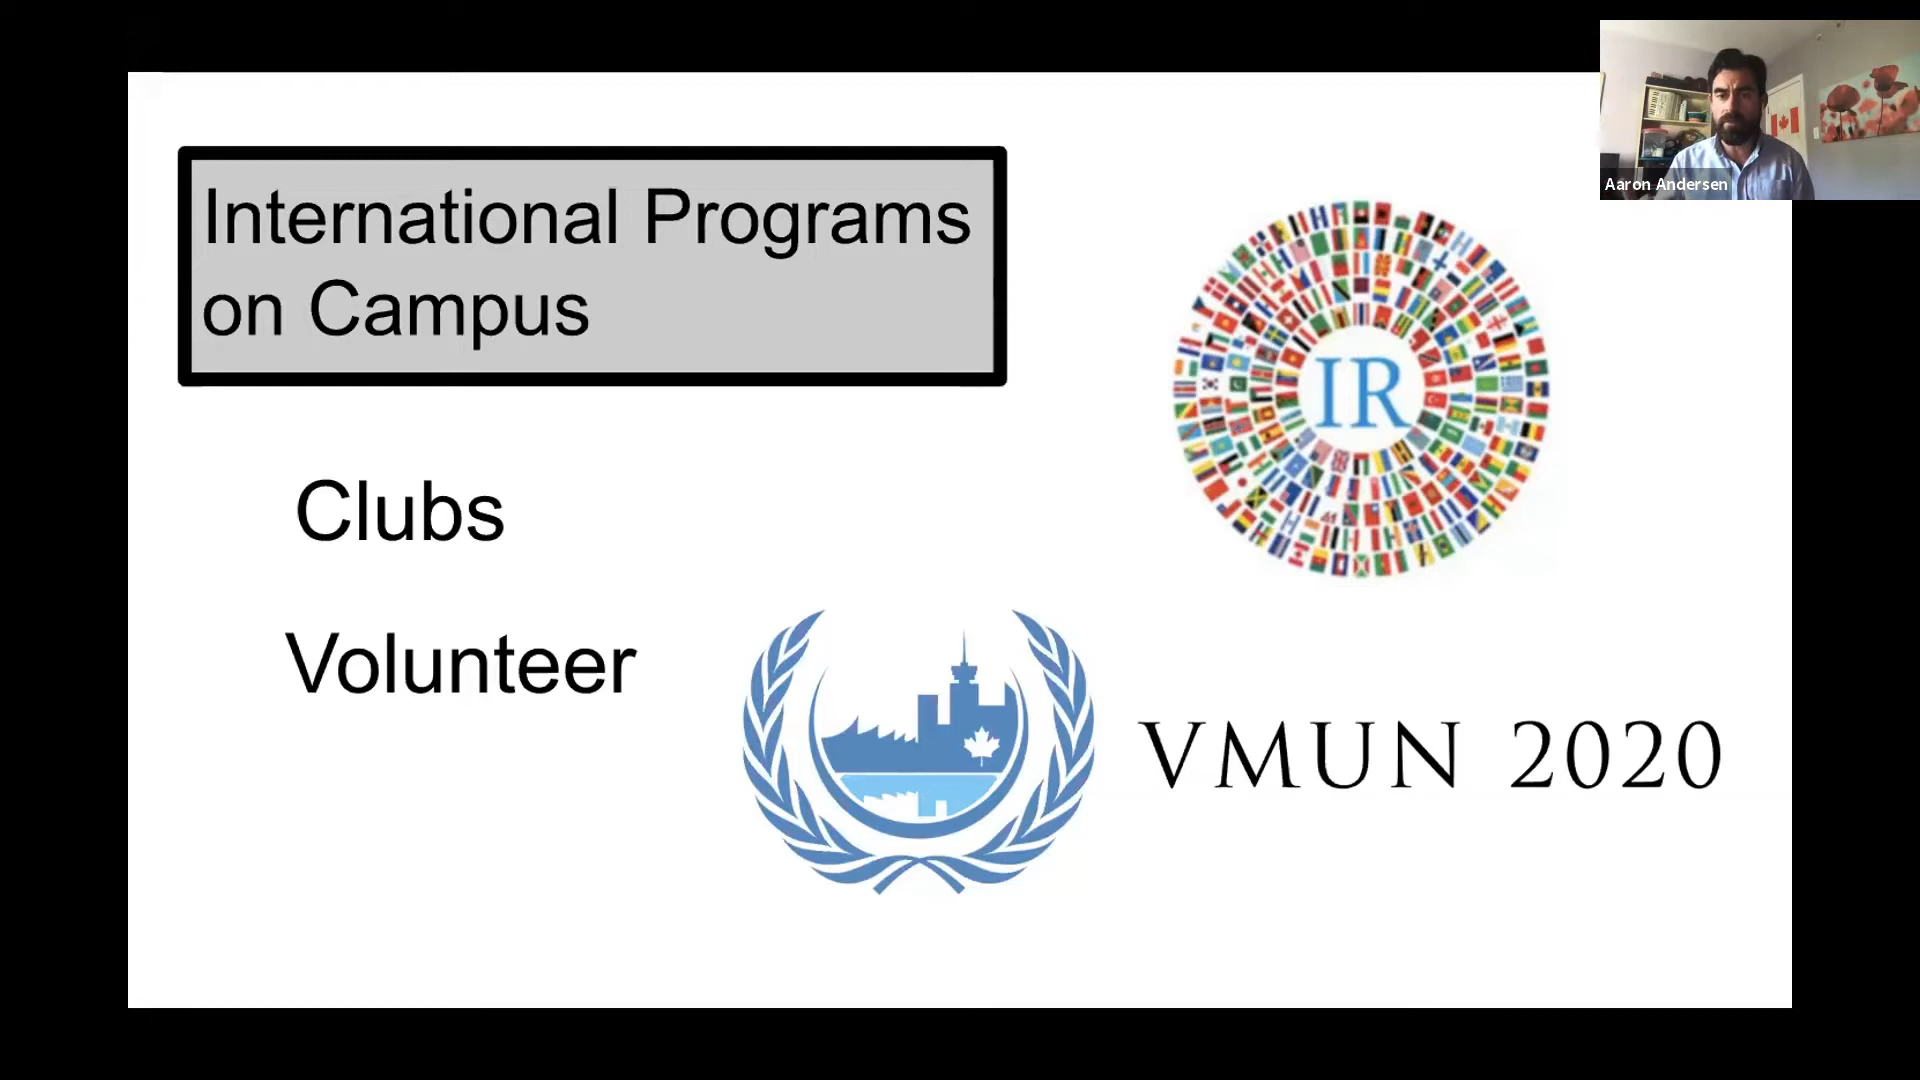 International Programs
on Campus
Aaron Andersen
IR
Clubs
Volunteer
VMUN 2020